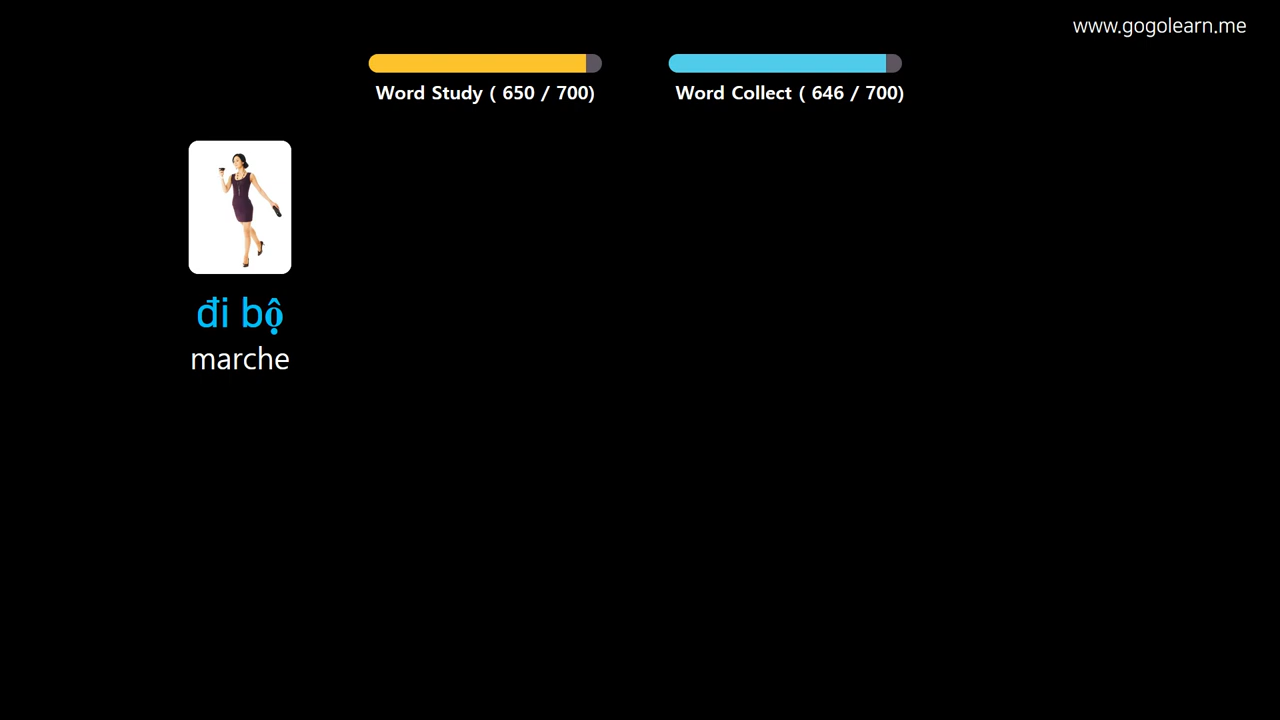 www.gogolearn.me
Word Study ( 650 / 700)
Word Collect ( 646 / 700)
đi bộ
marche